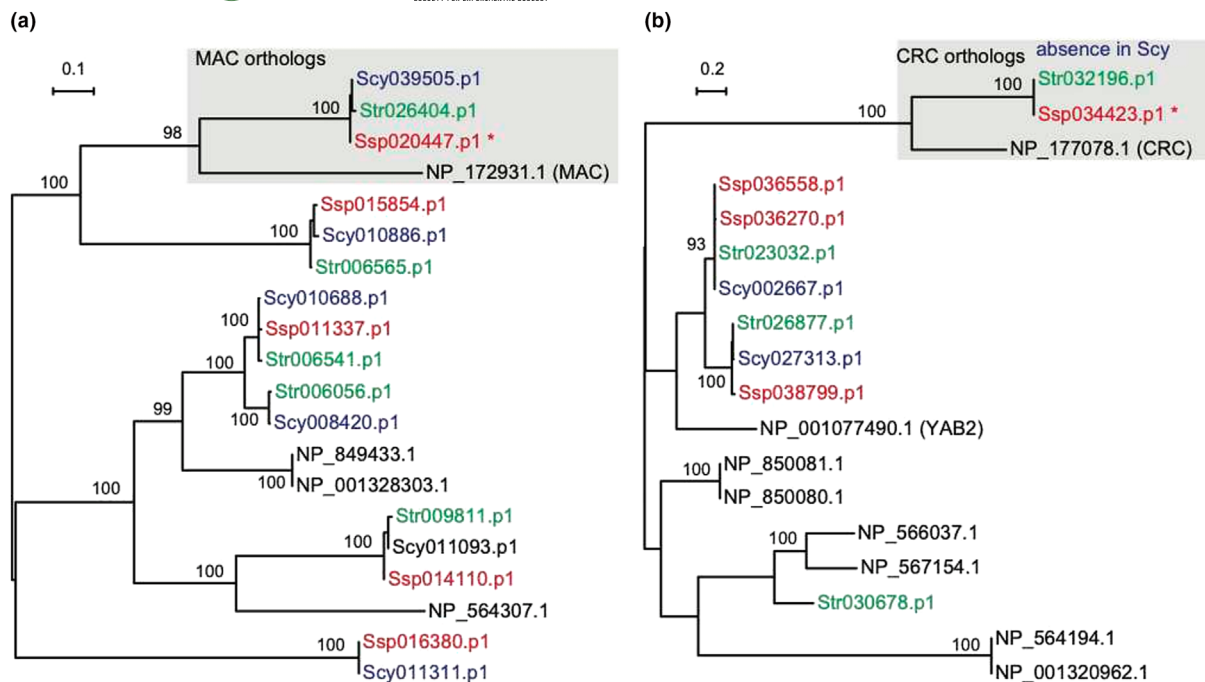 (a)
0.1
MAC orthologs
Scy039505.p1
100
Str026404.p1
98
Ssp020447.p1 *
NP_172931.1 (MAC)
100
Ssp015854.p1
100
Scy010886.p1
Str006565.p1
Scy010688.p1
100
Ssp011337.p1
Str006541.p1
100
Str006056.p1
100
Scy008420.p1
99
NP_849433.1
100
NP_001328303.1
100
Str009811.p1
100
Scy011093.p1
Ssp014110.p1
100
NP_564307.1
Ssp016380.p1
100
Scy011311.p1
(b)
0.2
CRC orthologs
absence in Scy
Str032196.p1
100
Ssp034423.p1 *
100
NP_177078.1 (CRC)
Ssp036558.p1
Ssp036270.p1
93
Str023032.p1
Scy002667.p1
Str026877.p1
Scy027313.p1
100
Ssp038799.p1
NP_001077490.1 (YAB2)
100
NP_850081.1
NP_850080.1
NP_566037.1
100
NP_567154.1
Str030678.p1
NP_564194.1
100
NP_001320962.1